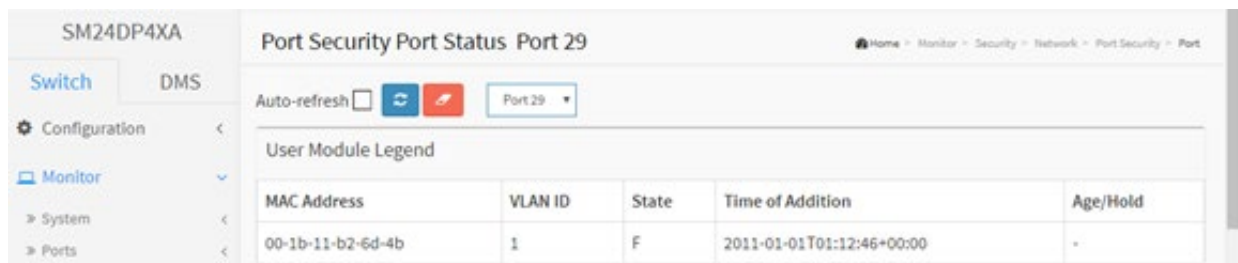 SM24DP4XA
Switch DMS
Configuration
Monitor
» System
» Ports
Port Security Port Status Port 29
Home > Monitor > Security > Network > Port Security > Port
Auto-refresh
Port 29
User Module Legend
MAC Address VLAN ID State Time of Addition Age/Hold
00-1b-11-b2-6d-4b 1 F 2011-01-01T01:12:46+00:00 -